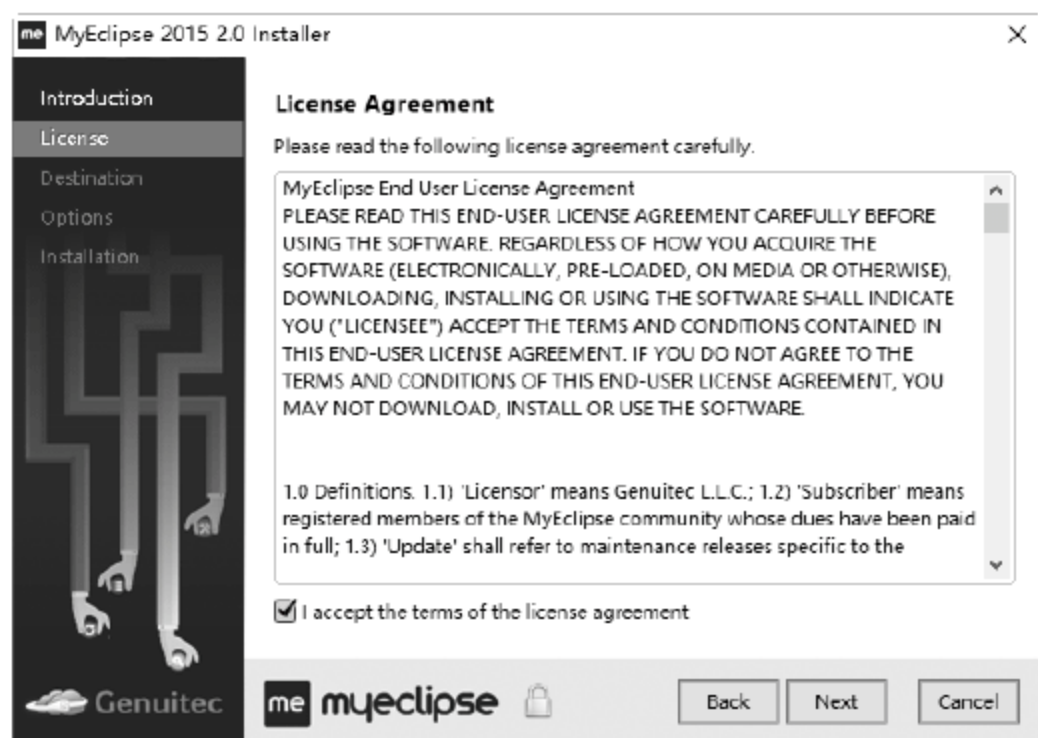 me MyEclipse 2015 2.0 Installer
Introduction
License
Destination
Options
Installation
License Agreement
Please read the following license agreement carefully.
MyEclipse End User License Agreement
PLEASE READ THIS END-USER LICENSE AGREEMENT CAREFULLY BEFORE
USING THE SOFTWARE. REGARDLESS OF HOW YOU ACQUIRE THE
SOFTWARE (ELECTRONICALLY, PRE-LOADED, ON MEDIA OR OTHERWISE),
DOWNLOADING, INSTALLING OR USING THE SOFTWARE SHALL INDICATE
YOU ("LICENSEE") ACCEPT THE TERMS AND CONDITIONS CONTAINED IN
THIS END-USER LICENSE AGREEMENT. IF YOU DO NOT AGREE TO THE
TERMS AND CONDITIONS OF THIS END-USER LICENSE AGREEMENT, YOU
MAY NOT DOWNLOAD, INSTALL OR USE THE SOFTWARE.
1.0 Definitions. 1.1) 'Licensor' means Genuitec L.L.C.; 1.2) 'Subscriber' means
registered members of the MyEclipse community whose dues have been paid
in full; 1.3) 'Update' shall refer to maintenance releases specific to the
I accept the terms of the license agreement
Genuitec
me myeclipse
Back
Next
Cancel